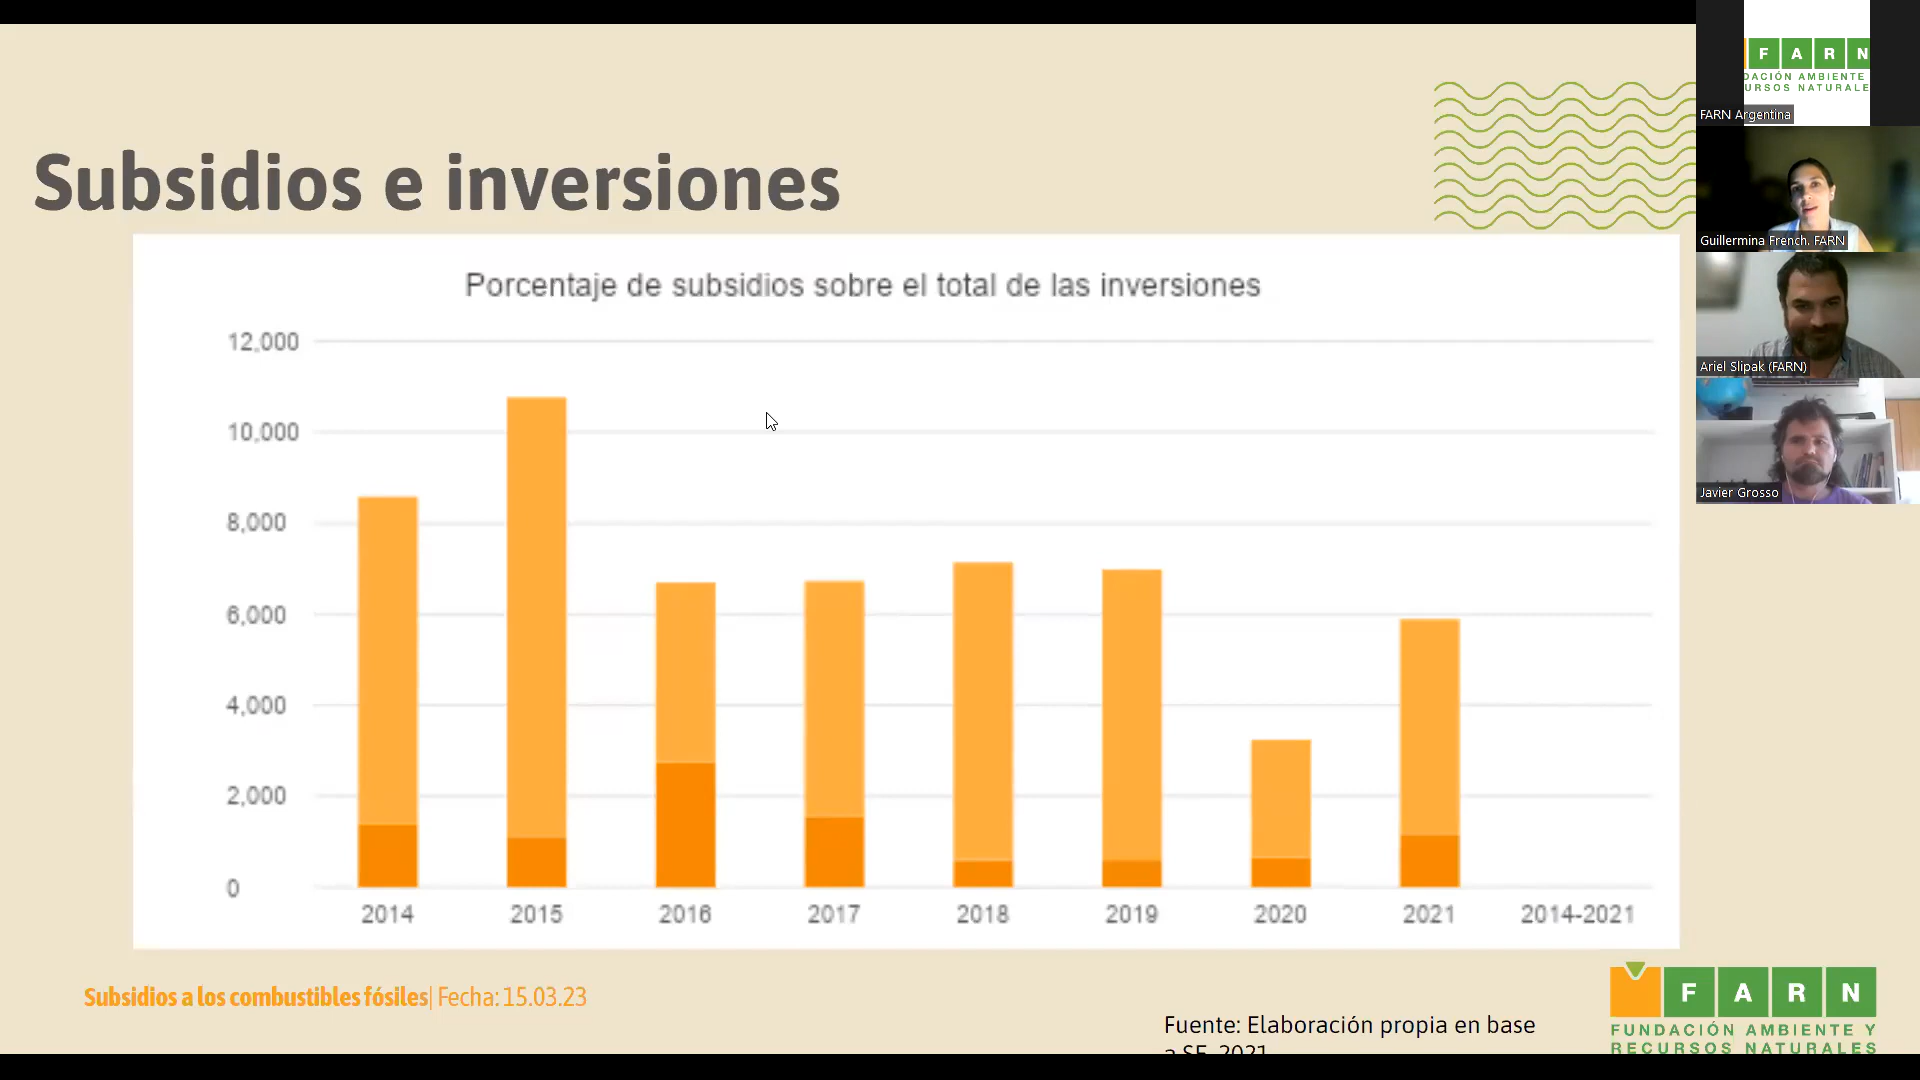 Subsidios e inversiones
Porcentaje de subsidios sobre el total de las inversiones
12,000
10,000
8,000
6,000
4,000
2,000
0
2014 2015 2016 2017 2018 2019 2020 2021 2014-2021
Subsidios a los combustibles fósiles| Fecha: 15.03.23
Fuente: Elaboración propia en base
a SE, 2021
F A R N
FUNDACIÓN AMBIENTE Y
RECURSOS NATURALES
F A R N
DACIÓN AMBIENTE
URSOS NATURALE
FARN Argentina
Guillermina French. FARN
Ariel Slipak (FARN)
Javier Grosso